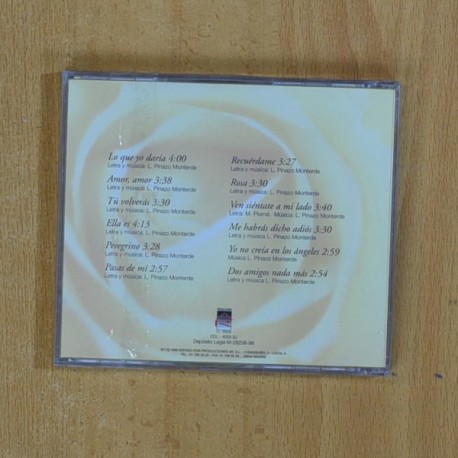 Lo que yo daría 4:00
Letra y música: L. Pinazo Monterde
Amor, amor 3:38
Letra y música: L. Pinazo Monterde
Tú volverás 3:30
Letra y música: L. Pinazo Monterde
Ella es 4:15
Letra y música: L. Pinazo Monterde
Peregrino 3:28
Letra y música: L. Pinazo Monterde
Pasas de mí 2:57
Letra y música: L. Pinazo Monterde
Recuérdame 3:27
Letra y música: L. Pinazo Monterde
Rosa 3:30
Letra y música: L. Pinazo Monterde
Ven siéntate a mi lado 3:40
Letra: M. Música: L. Pinazo Monterde
Me habrás dicho adiós 3:30
Letra y música: L. Pinazo Monterde
Yo no creía en los ángeles 2:59
Música L. Pinazo Monterde
Dos amigos nada más 2:54
Letra y música L. Pinazo Monterde
Depósito Legal M-